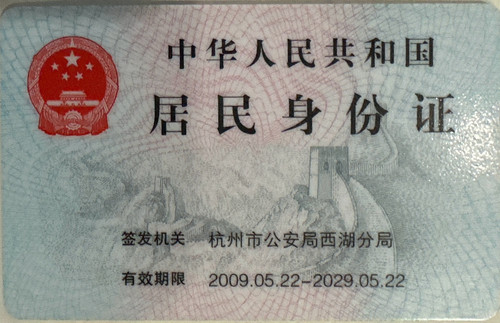 中华人民共和国
居民身份证
签发机关 杭州市公安局西湖分局
有效期限 2009.05.22-2029.05.22